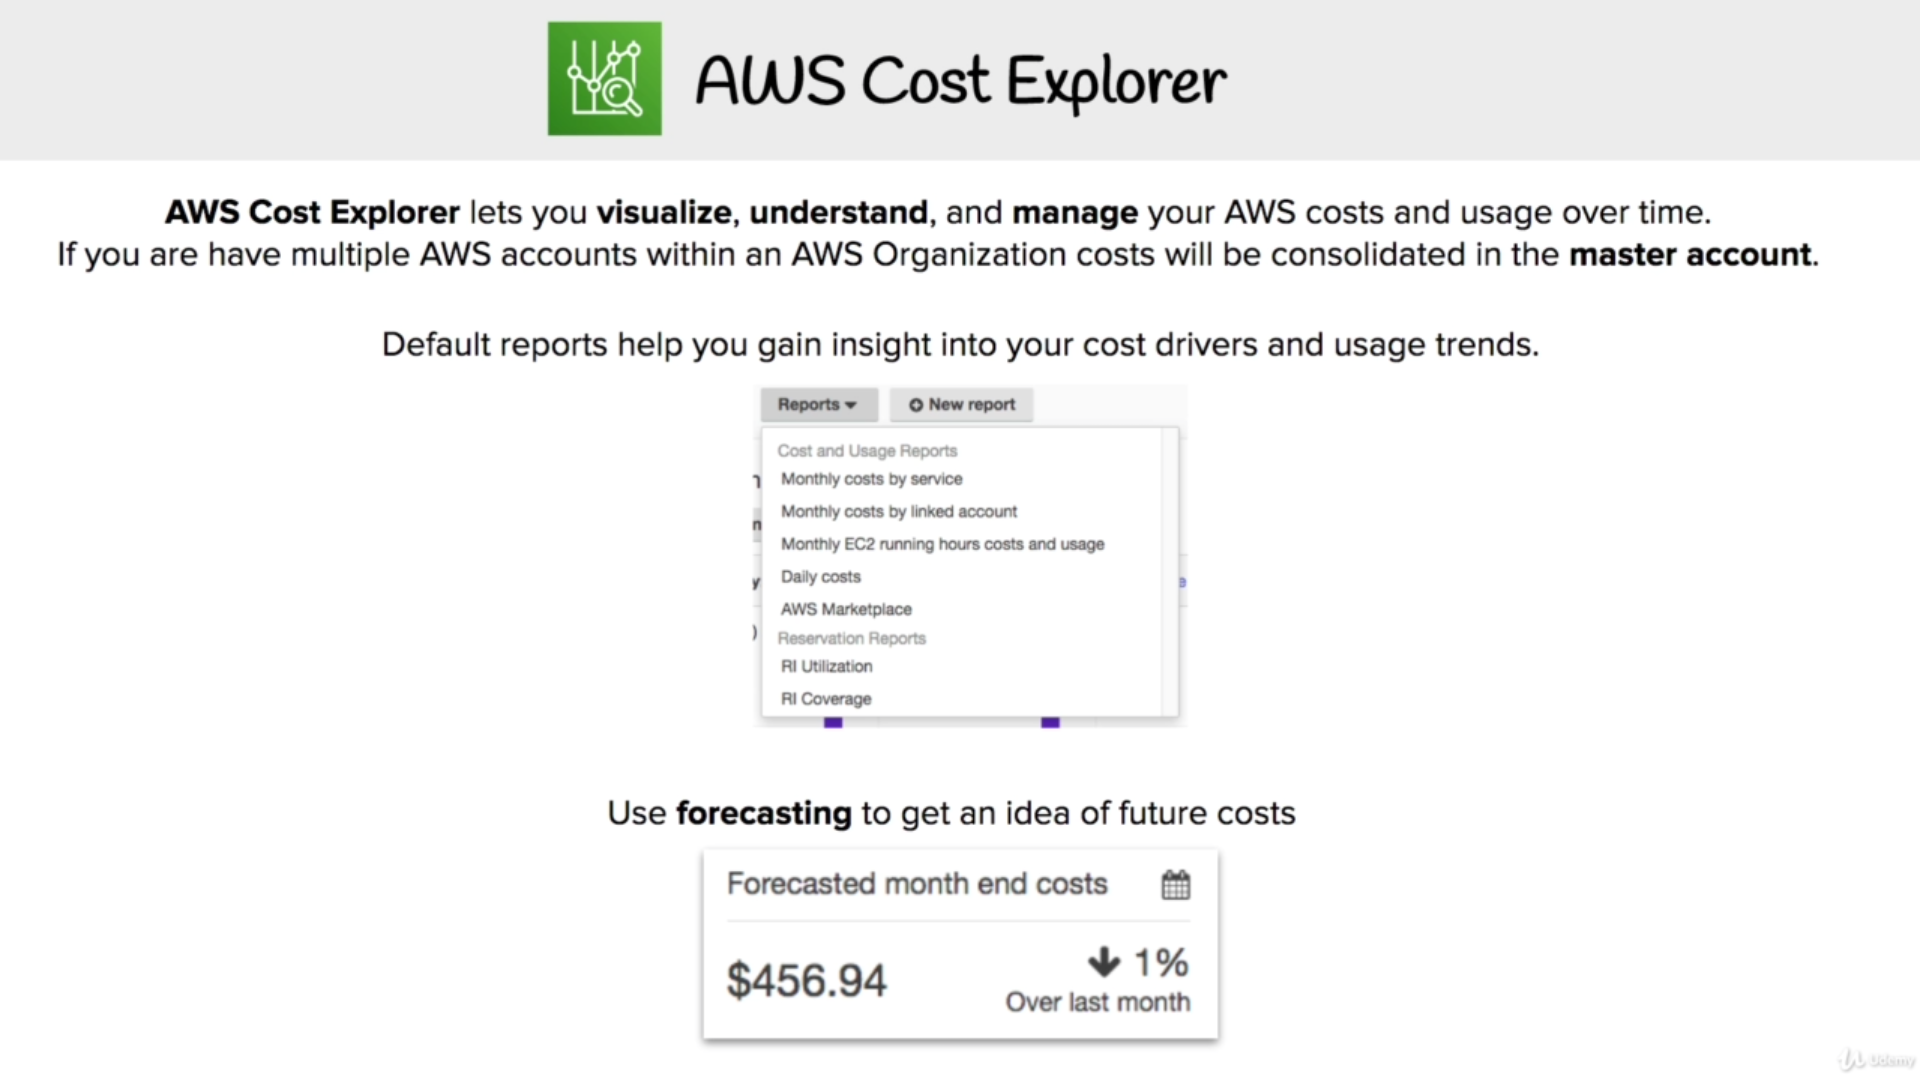 AWS Cost Explorer
AWS Cost Explorer lets you visualize, understand, and manage your AWS costs and usage over time.
If you are have multiple AWS accounts within an AWS Organization costs will be consolidated in the master account.
Default reports help you gain insight into your cost drivers and usage trends.
Reports
New report
Cost and Usage Reports
Monthly costs by service
Monthly costs by linked account
Monthly EC2 running hours costs and usage
Daily costs
AWS Marketplace
Reservation Reports
RI Utilization
RI Coverage
Use forecasting to get an idea of future costs
Forecasted month end costs
$456.94
1%
Over last month
Udemy